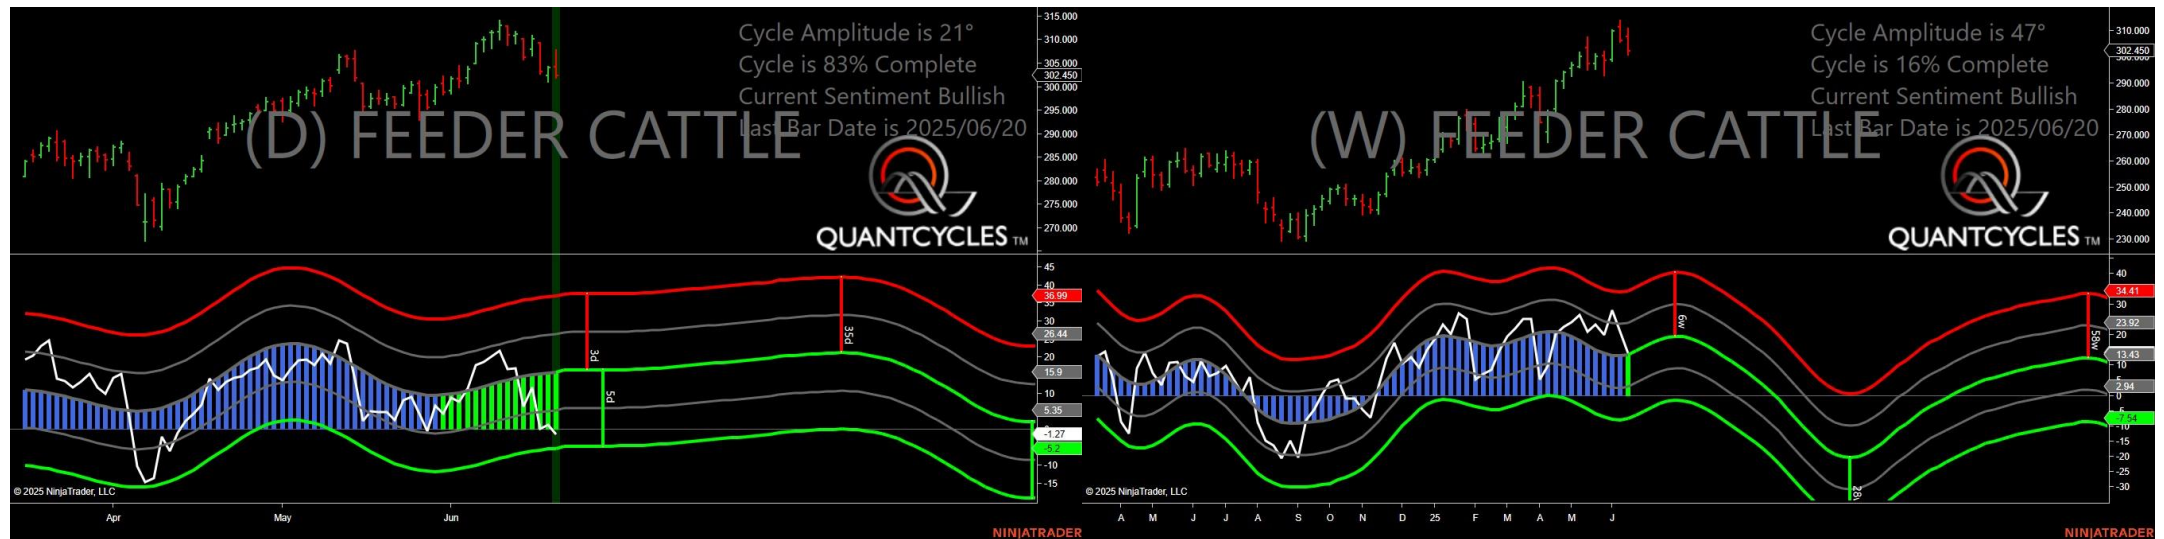 Cycle Amplitude is 21°
Cycle is 83% Complete
Current Sentiment Bullish
Last Bar Date is 2025/06/20
(D) FEEDER CATTLE
QUANTCYCLES TM
315.000
310.000
305.000
302.450
300.000
295.000
290.000
285.000
280.000
275.000
270.000
45
40
36.99
35
30
26.44
20
15.9
10
5.35
-1.27
-5.2
-10
-15
3d
5d
35d
© 2025 NinjaTrader, LLC
Apr May Jun
NINJATRADER
Cycle Amplitude is 47°
Cycle is 16% Complete
Current Sentiment Bullish
Last Bar Date is 2025/06/20
(W) FEEDER CATTLE
QUANTCYCLES TM
310.000
302.450
300.000
290.000
280.000
270.000
260.000
250.000
240.000
230.000
40
34.41
30
23.92
20
13.43
10
5
2.94
0
-7.54
-10
-15
-20
-25
-30
6w
28
58w
© 2025 NinjaTrader, LLC
A M J J A S O N D 25 F M A M J
NINJATRADER